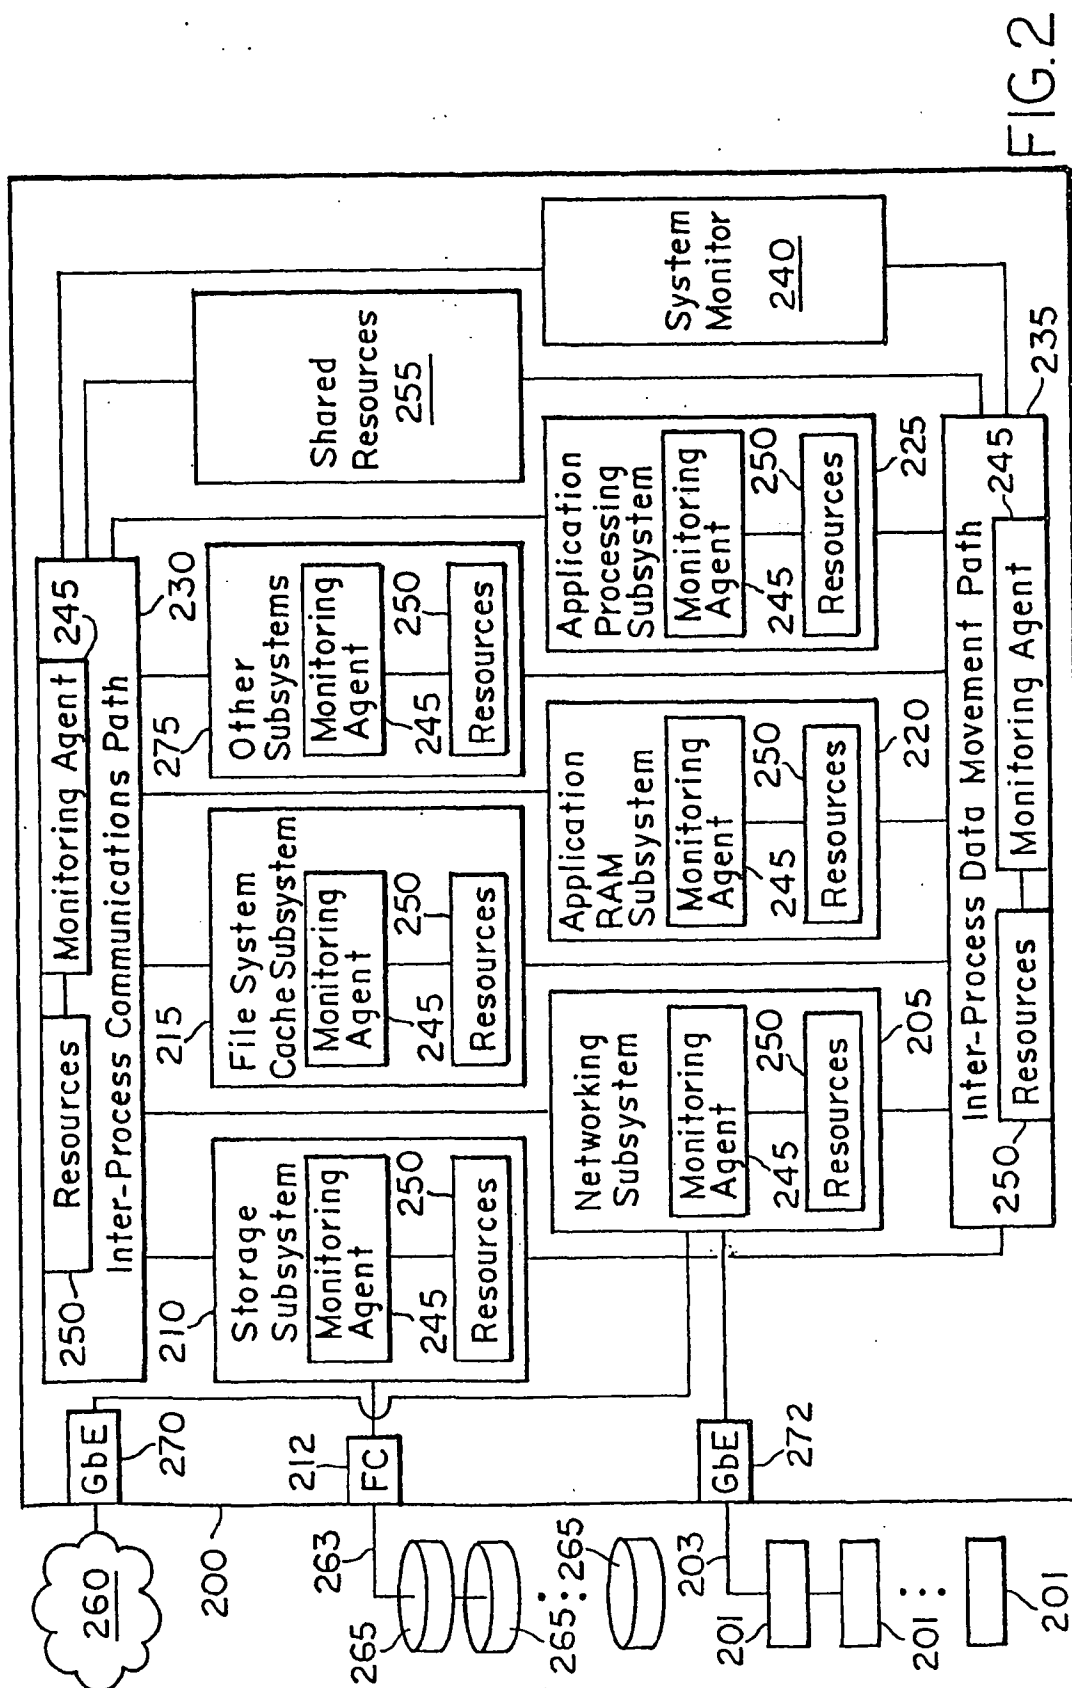 260
200
GbE
270
250
Resources
Monitoring Agent
245
Inter-Process Communications Path
230
263
265
265
265
FC
212
210
Storage
Subsystem
Monitoring
Agent
245
250
Resources
215
File System
Cache Subsystem
Monitoring
Agent
245
250
Resources
275
Other
Subsystems
Monitoring
Agent
245
250
Resources
Shared
Resources
255
203
201
201
201
GbE
272
Networking
Subsystem
Monitoring
Agent
245
250
Resources
205
Application
RAM
Subsystem
Monitoring
Agent
245
250
Resources
220
Application
Processing
Subsystem
Monitoring
Agent
245
250
Resources
225
System
Monitor
240
Inter-Process Data Movement Path
235
250
Resources
Monitoring Agent
245
FIG. 2